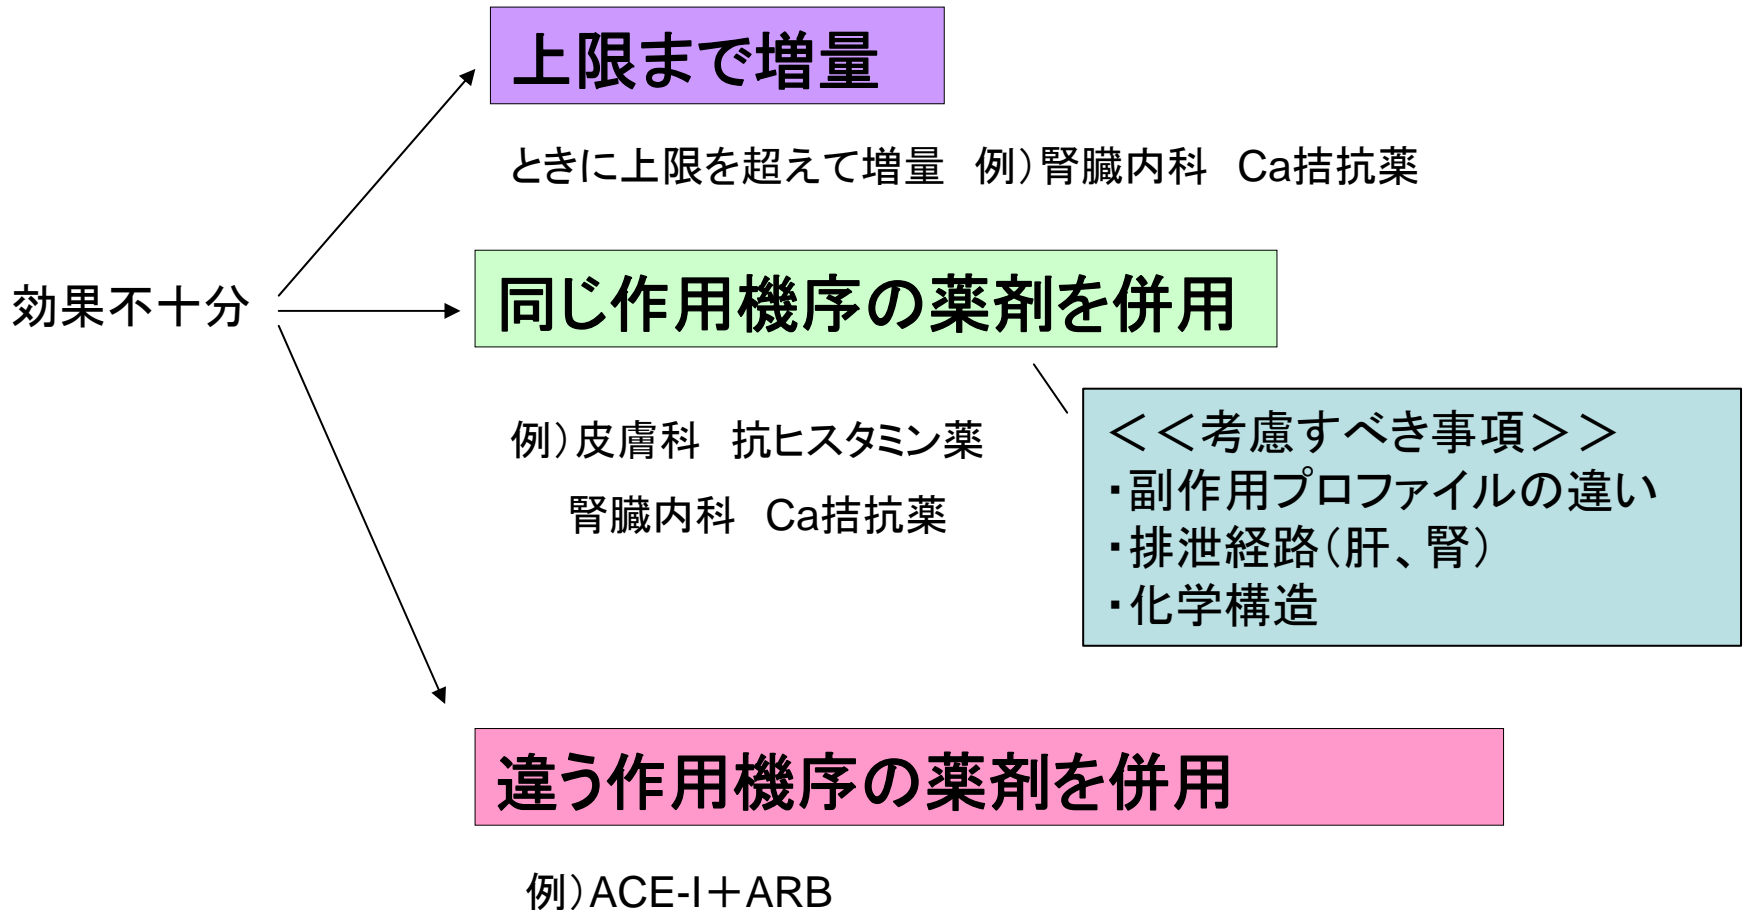 上限まで増量
ときに上限を超えて増量　例）腎臓内科　Ca拮抗薬
効果不十分
同じ作用機序の薬剤を併用
例）皮膚科　抗ヒスタミン薬
腎臓内科　Ca拮抗薬
＜＜考慮すべき事項＞＞
・副作用プロファイルの違い
・排泄経路（肝、腎）
・化学構造
違う作用機序の薬剤を併用
例）ACE-I＋ARB